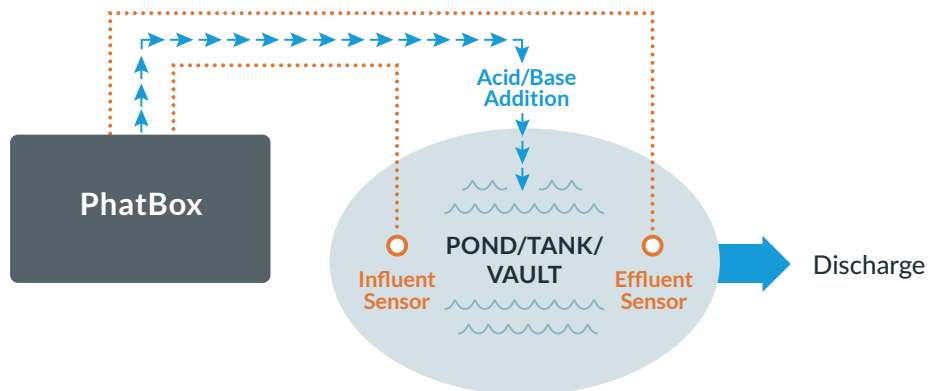 Acid/Base
Addition
PhatBox
POND/TANK/
VAULT
Influent
Sensor
Effluent
Sensor
Discharge